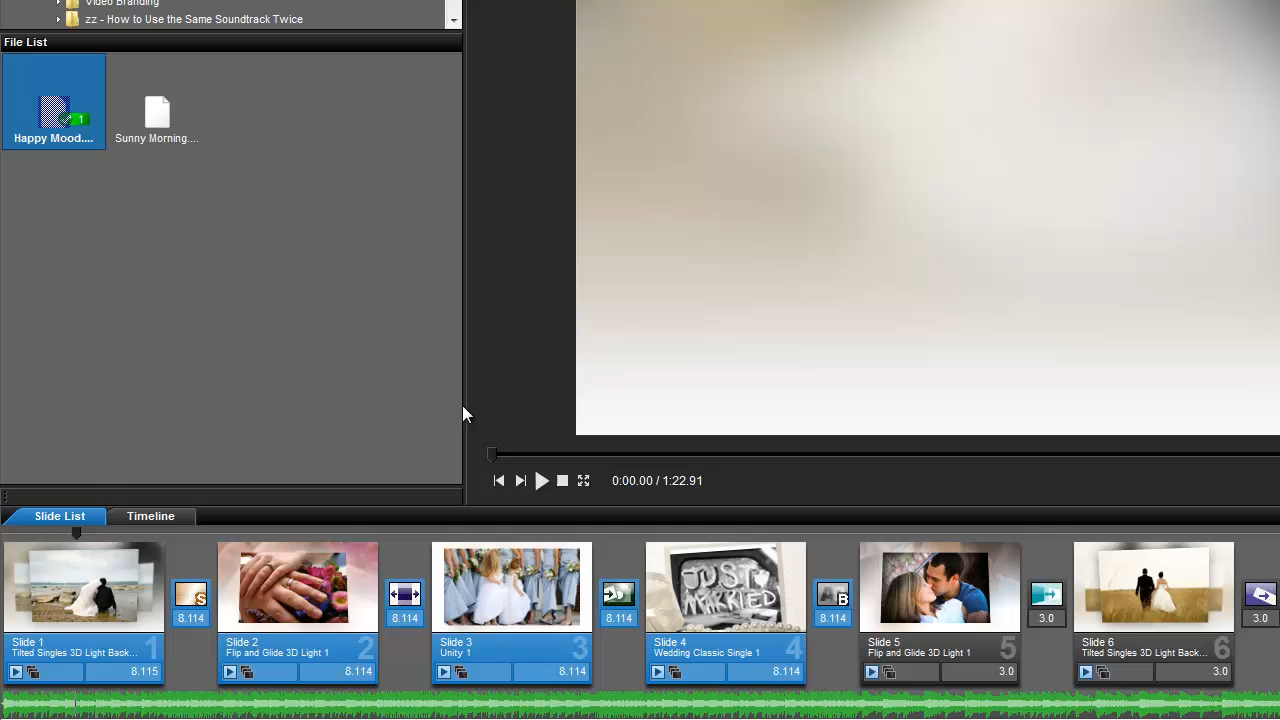 Video Branding
zz - How to Use the Same Soundtrack Twice
File List
1
Happy Mood....
Sunny Morning....
0:00.00 / 1:22.91
Slide List
Timeline
JUST
MARRIED
S
B
8.114
8.114
8.114
8.114
3.0
3.0
Slide 1
Tilted Singles 3D Light Back...
1
Slide 2
Flip and Glide 3D Light 1
2
Slide 3
Unity 1
3
Slide 4
Wedding Classic Single 1
4
Slide 5
Flip and Glide 3D Light 1
5
Slide 6
Tilted Singles 3D Light Back...
6
8.115
8.114
8.114
8.114
3.0
3.0